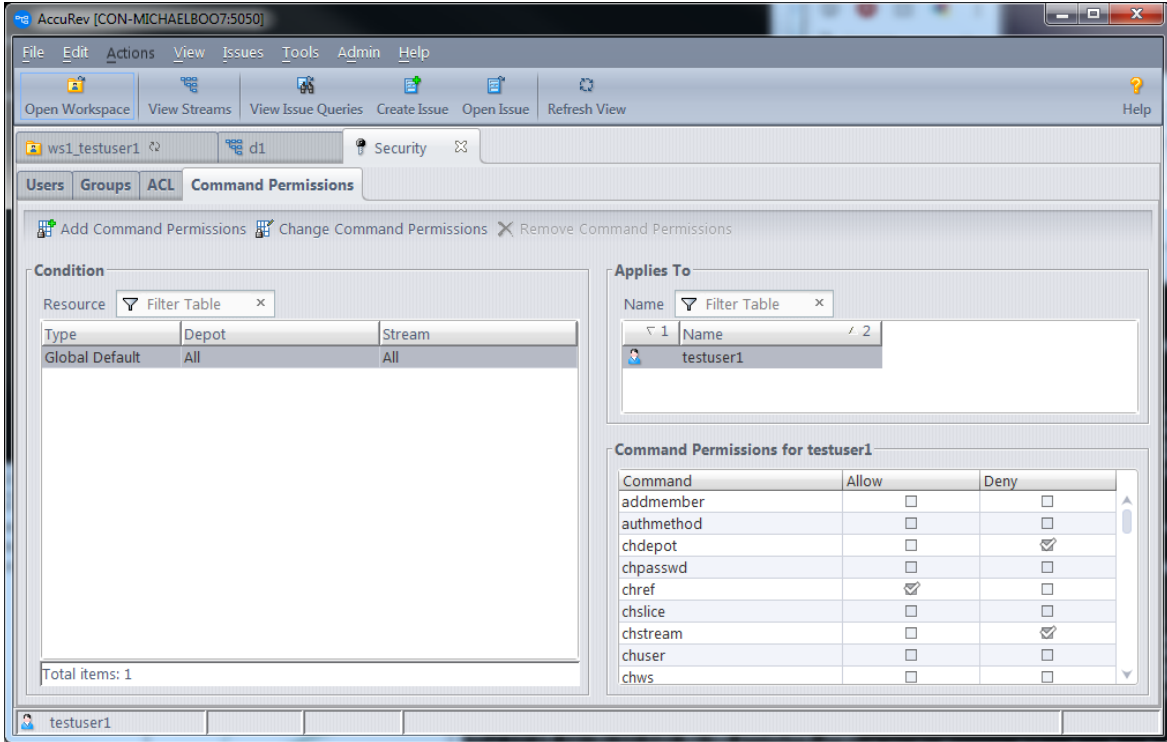 AccuRev [CON-MICHAELBOO7:5050]
File Edit Actions View Issues Tools Admin Help
Open Workspace View Streams View Issue Queries Create Issue Open Issue Refresh View Help
ws1_testuser1 d1 Security
Users Groups ACL Command Permissions
Add Command Permissions Change Command Permissions Remove Command Permissions
Condition
Resource Filter Table
Type Depot Stream
Global Default All All
Total items: 1
Applies To
Name Filter Table
1 Name 2
testuser1
Command Permissions for testuser1
Command Allow Deny
addmember
authmethod
chdepot
chpasswd
chref
chslice
chstream
chuser
chws
testuser1